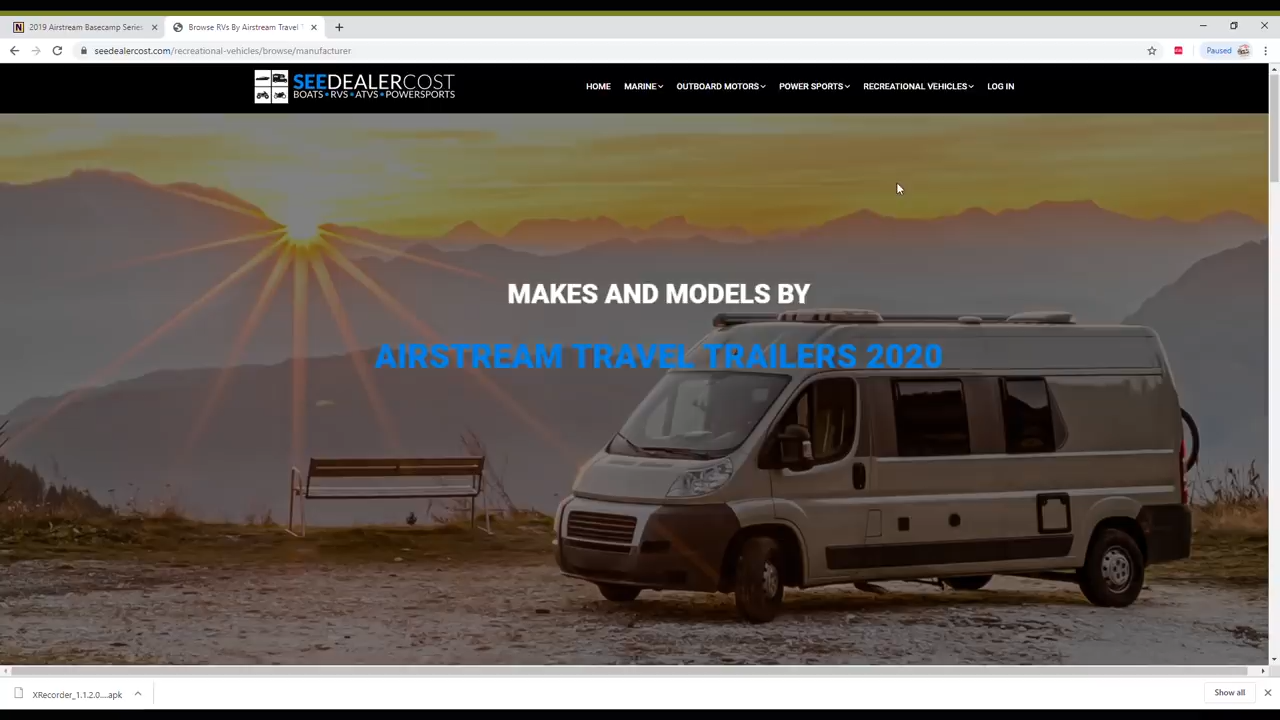 2019 Airstream Basecamp Series
Browse RVs By Airstream Travel
seedealercost.com/recreational-vehicles/browse/manufacturer
Paused
SEEDEALERCOST
BOATS • RVS • ATVS • POWERSPORTS
HOME MARINE OUTBOARD MOTORS POWER SPORTS RECREATIONAL VEHICLES LOG IN
MAKES AND MODELS BY
AIRSTREAM TRAVEL TRAILERS 2020
XRecorder_1.1.2.0....apk
Show all